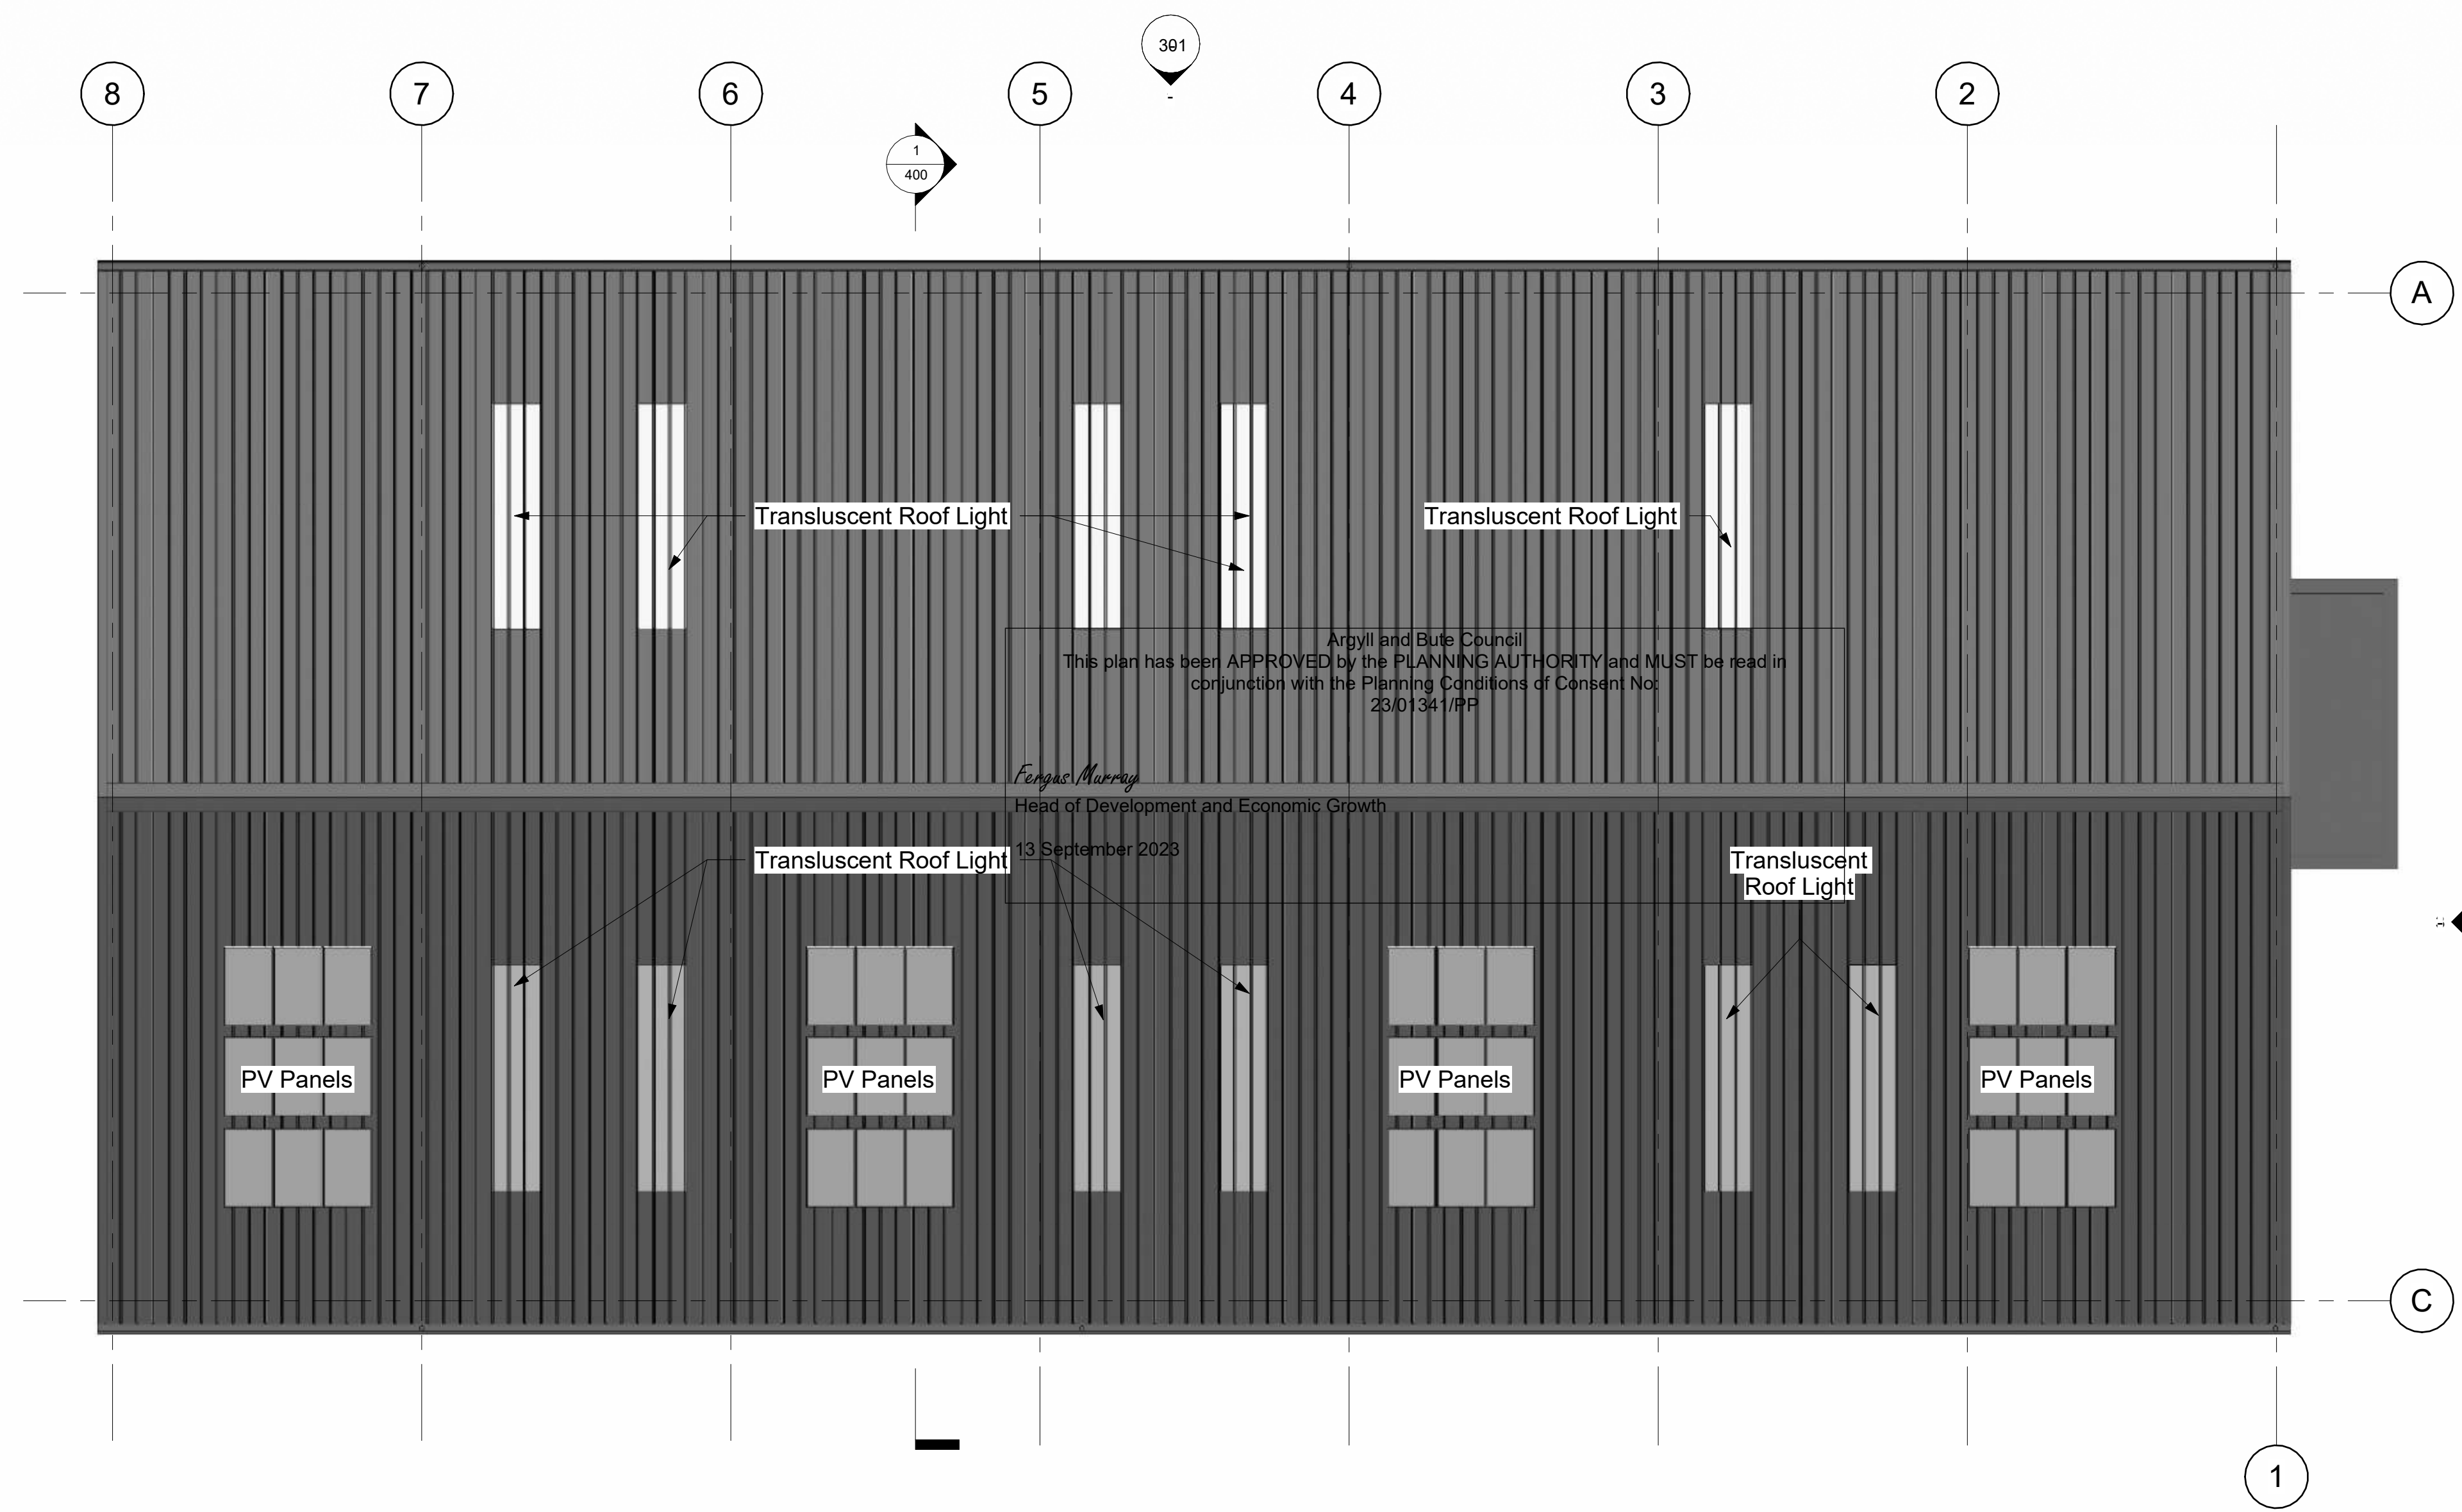 301
8
7
6
5
4
3
2
-
1
400
A
Transluscent Roof Light
Transluscent Roof Light
Argyll and Bute Council
This plan has been APPROVED by the PLANNING AUTHORITY and MUST be read in
conjunction with the Planning Conditions of Consent No:
23/01341/PP
Fergus Murray
Head of Development and Economic Growth
13 September 2023
Transluscent Roof Light
Transluscent
Roof Light
PV Panels
PV Panels
PV Panels
PV Panels
C
1